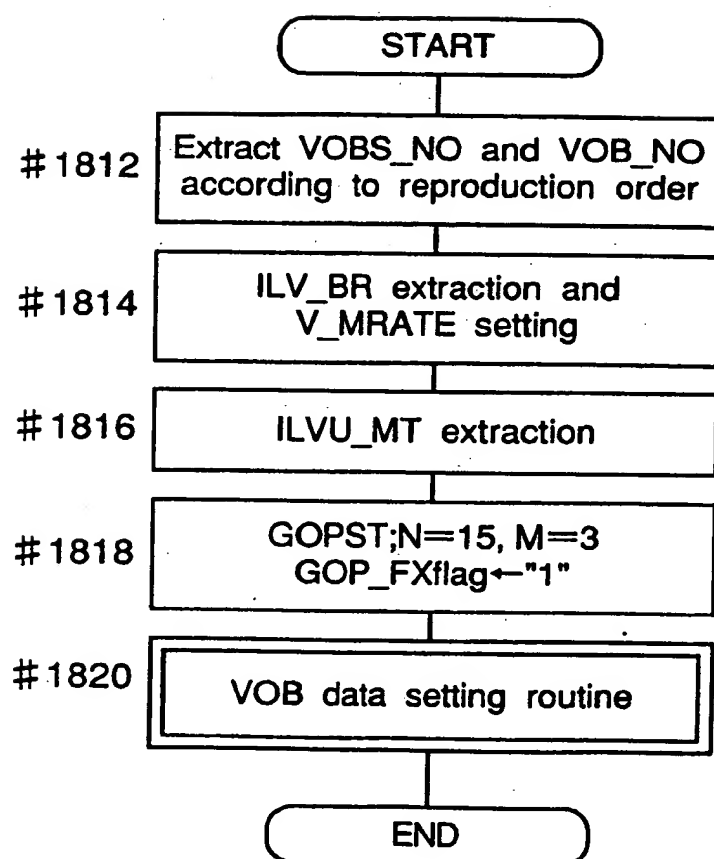 START
#1812
Extract VOBS_NO and VOB_NO
according to reproduction order
#1814
ILV_BR extraction and
V_MRATE setting
#1816
ILVU_MT extraction
#1818
GOPST;N=15, M=3
GOP_FXflag←"1"
#1820
VOB data setting routine
END